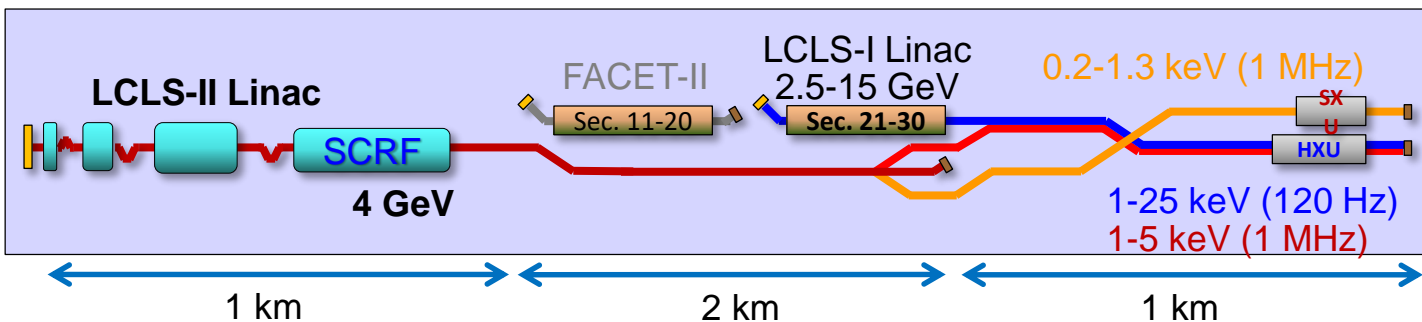 LCLS-II Linac
SCRF
4 GeV
FACET-II
Sec. 11-20
LCLS-I Linac
2.5-15 GeV
Sec. 21-30
0.2-1.3 keV (1 MHz)
SX
U
HXU
1-25 keV (120 Hz)
1-5 keV (1 MHz)
1 km
2 km
1 km